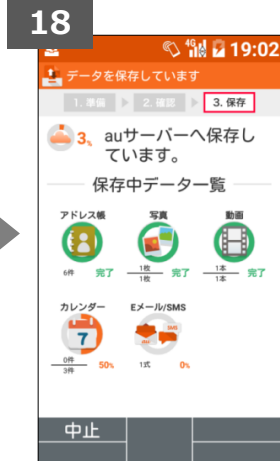 18
4G 19:02
データを保存しています
1. 準備 2. 確認 3. 保存
3% auサーバーへ保存し
ています。
保存中データ一覧
アドレス帳 写真 動画
6件 完了 1枚 1枚 完了 1本 1本 完了
カレンダー Eメール/SMS
7 SMS
0件 3件 50% 1式 0%
中止